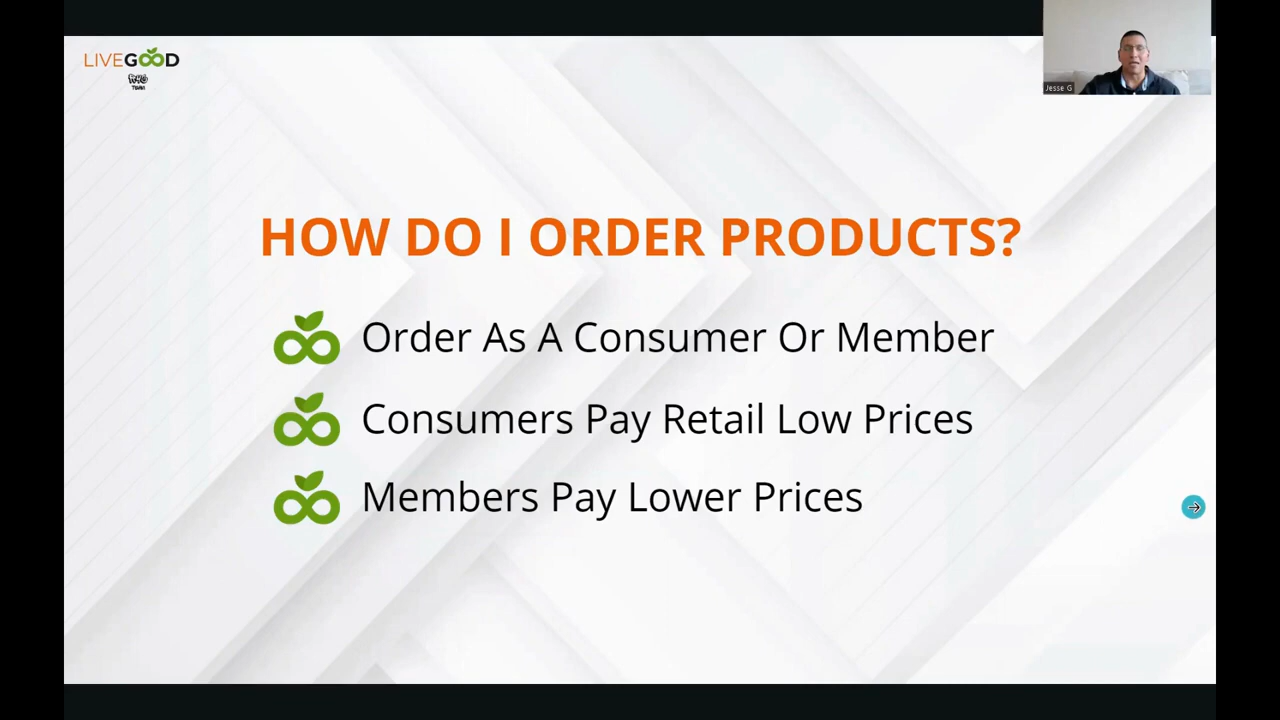 LIVEGOOD
TEAM
Jesse G
HOW DO I ORDER PRODUCTS?
Order As A Consumer Or Member
Consumers Pay Retail Low Prices
Members Pay Lower Prices